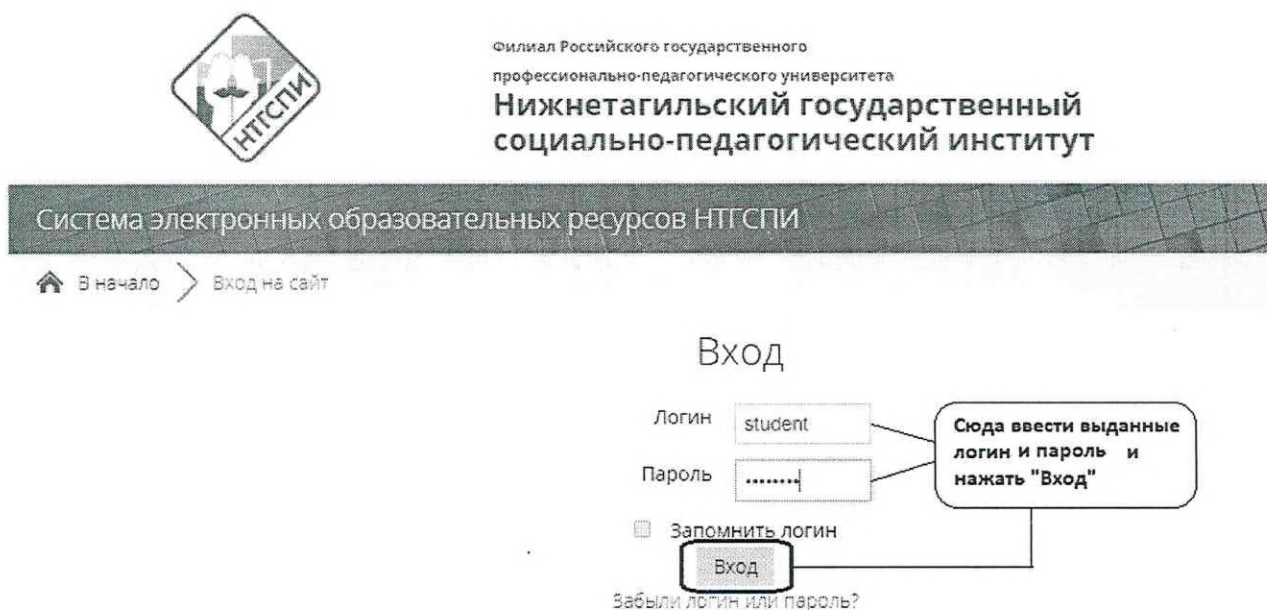 НТГСПИ
Филиал Российского государственного
профессионально-педагогического университета
Нижнетагильский государственный
социально-педагогический институт
Система электронных образовательных ресурсов НТГСПИ
В начало
Вход на сайт
Вход
Логин
student
Пароль
••••••••
Сюда ввести выданные
логин и пароль и
нажать "Вход"
Запомнить логин
Вход
Забыли логин или пароль?